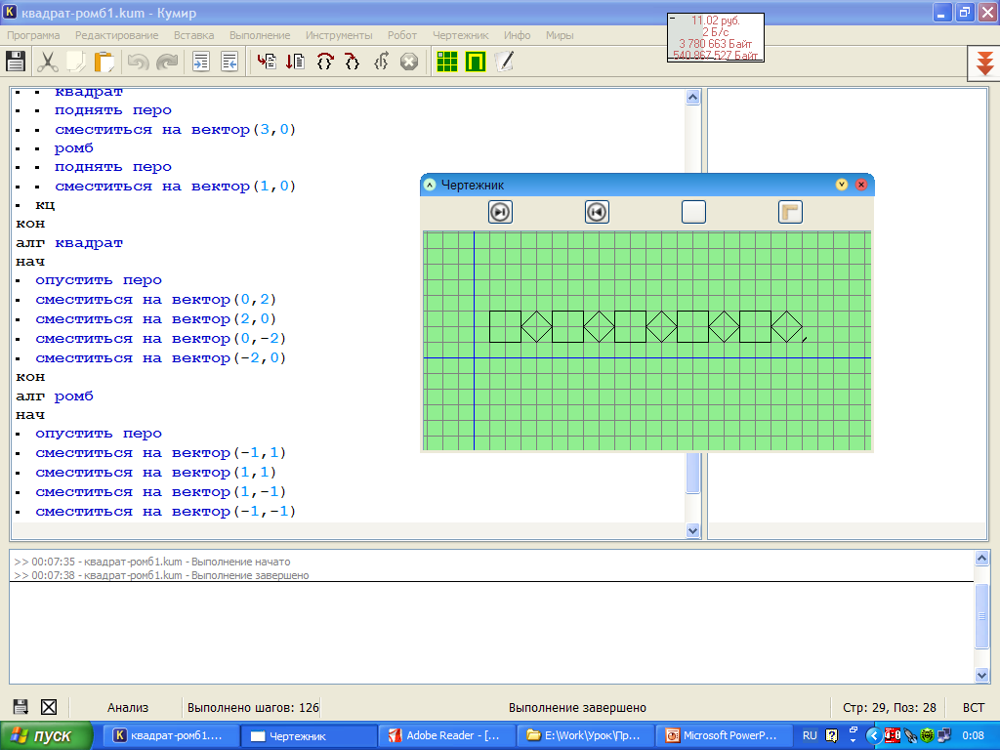 квадрат-ромб1.kum - Кумир
11.02 руб.
2 Б/с
3 780 663 Байт
540 867 527 Байт
Программа Редактирование Вставка Выполнение Инструменты Робот Чертежник Инфо Миры
квадрат
поднять перо
сместиться на вектор(3,0)
ромб
поднять перо
сместиться на вектор(1,0)
кц
кон
алг квадрат
нач
опустить перо
сместиться на вектор(0,2)
сместиться на вектор(2,0)
сместиться на вектор(0,-2)
сместиться на вектор(-2,0)
кон
алг ромб
нач
опустить перо
сместиться на вектор(-1,1)
сместиться на вектор(1,1)
сместиться на вектор(1,-1)
сместиться на вектор(-1,-1)
Чертежник
>> 00:07:35 - квадрат-ромб1.kum - Выполнение начато
>> 00:07:38 - квадрат-ромб1.kum - Выполнение завершено
Анализ Выполнено шагов: 126 Выполнение завершено Стр: 29, Поз: 28 ВСТ
пуск квадрат-ромб1.... Чертежник Adobe Reader - [... E:\Work\Урок\Пр... Microsoft PowerP... RU 0:08